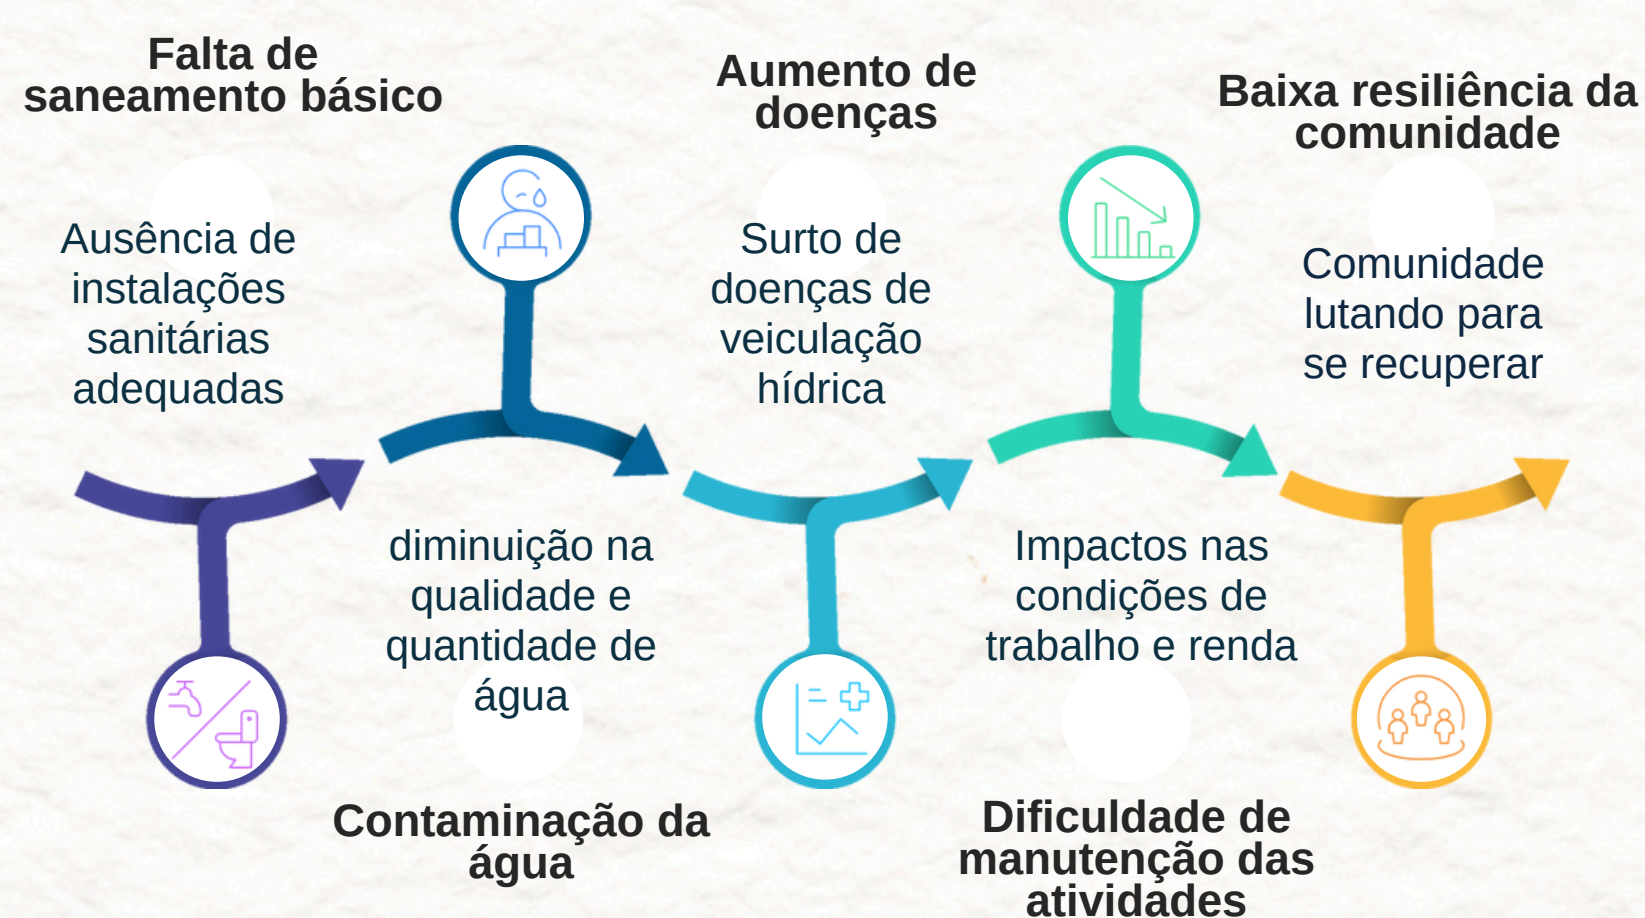 Falta de
saneamento básico
Ausência de
instalações
sanitárias
adequadas
diminuição na
qualidade e
quantidade de
água
Contaminação da
água
Aumento de
doenças
Surto de
doenças de
veiculação
hídrica
Impactos nas
condições de
trabalho e renda
Dificuldade de
manutenção das
atividades
Baixa resiliência da
comunidade
Comunidade
lutando para
se recuperar